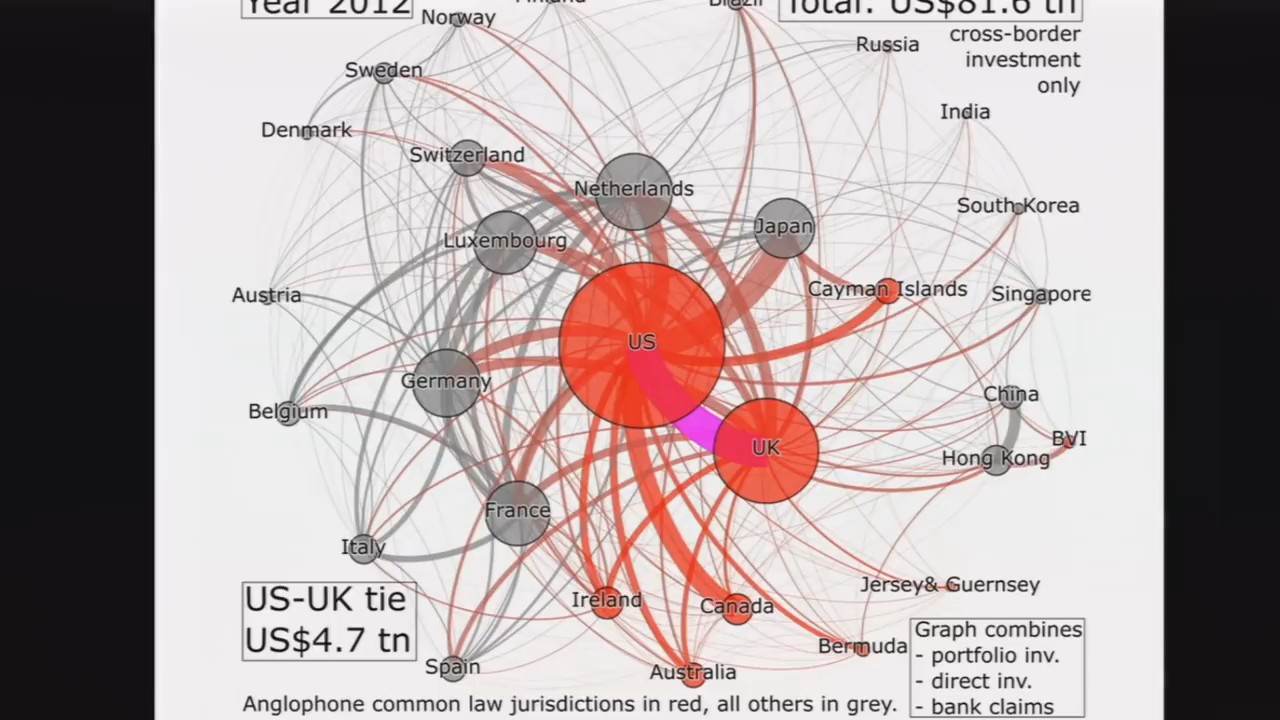 Year 2012
Total: US$81.6 tn
cross-border
investment
only
Norway
Finland
Brazil
Russia
Sweden
India
Denmark
Switzerland
Netherlands
South Korea
Luxembourg
Japan
Austria
Cayman Islands
Singapore
US
Germany
China
Belgium
BVI
UK
Hong Kong
France
Italy
Jersey& Guernsey
Ireland
Canada
US-UK tie
US$4.7 tn
Bermuda
Spain
Australia
Graph combines
- portfolio inv.
- direct inv.
- bank claims
Anglophone common law jurisdictions in red, all others in grey.